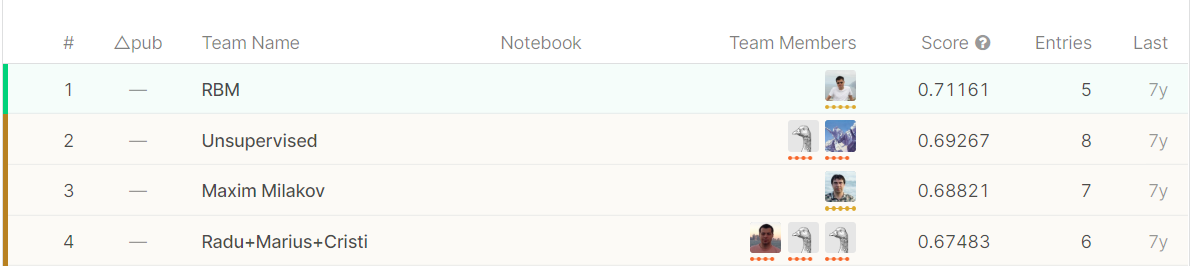 # △pub Team Name Notebook Team Members Score ? Entries Last
1 — RBM 0.71161 5 7y
2 — Unsupervised 0.69267 8 7y
3 — Maxim Milakov 0.68821 7 7y
4 — Radu+Marius+Cristi 0.67483 6 7y